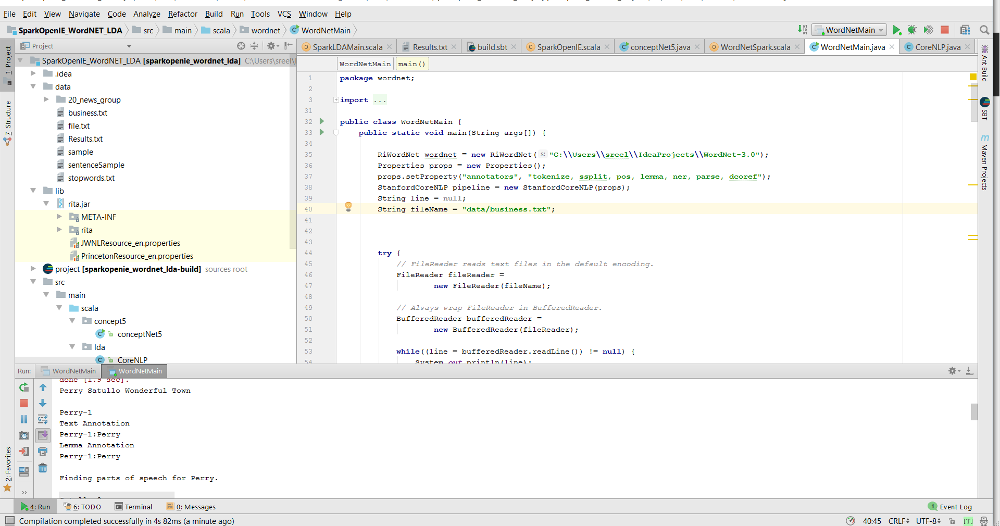 File Edit View Navigate Code Analyze Refactor Build Run Tools VCS Window Help
SparkOpenIE_WordNET_LDA src main scala wordnet WordNetMain WordNetMain
Project
SparkLDAMain.scala Results.txt build.sbt SparkOpenIE.scala conceptNet5.java WordNetSpark.scala WordNetMain.java CoreNLP.java
1: Project
7: Structure
2: Favorites
SparkOpenIE_WordNET_LDA [sparkopenie_wordnet_lda] C:\Users\sreel\
.idea
data
20_news_group
business.txt
file.txt
Results.txt
sample
sentenceSample
stopwords.txt
lib
rita.jar
META-INF
rita
JWNLResource_en.properties
PrincetonResource_en.properties
project [sparkopenie_wordnet_lda-build] sources root
src
main
scala
concept5
conceptNet5
lda
CoreNLP
WordNetMain main()
1 package wordnet;
2
3 import ...
31
32 public class WordNetMain {
33 public static void main(String args[]) {
34
35 RiWordNet wordnet = new RiWordNet( s: "C:\\Users\\sreel\\IdeaProjects\\WordNet-3.0");
36 Properties props = new Properties();
37 props.setProperty("annotators", "tokenize, ssplit, pos, lemma, ner, parse, dcoref");
38 StanfordCoreNLP pipeline = new StanfordCoreNLP(props);
39 String line = null;
40 String fileName = "data/business.txt";
41
42
43
44 try {
45 // FileReader reads text files in the default encoding.
46 FileReader fileReader =
47 new FileReader(fileName);
48
49 // Always wrap FileReader in BufferedReader.
50 BufferedReader bufferedReader =
51 new BufferedReader(fileReader);
52
53 while((line = bufferedReader.readLine()) != null) {
54 System.out.println(line);
Ant Build
SBT
Maven Projects
Run: WordNetMain WordNetMain
done [1.9 sec].
Perry Satullo Wonderful Town
Perry-1
Text Annotation
Perry-1:Perry
Lemma Annotation
Perry-1:Perry
Finding parts of speech for Perry.
4: Run 6: TODO Terminal 0: Messages 1 Event Log
Compilation completed successfully in 4s 82ms (a minute ago) 40:45 CRLF UTF-8 [T]